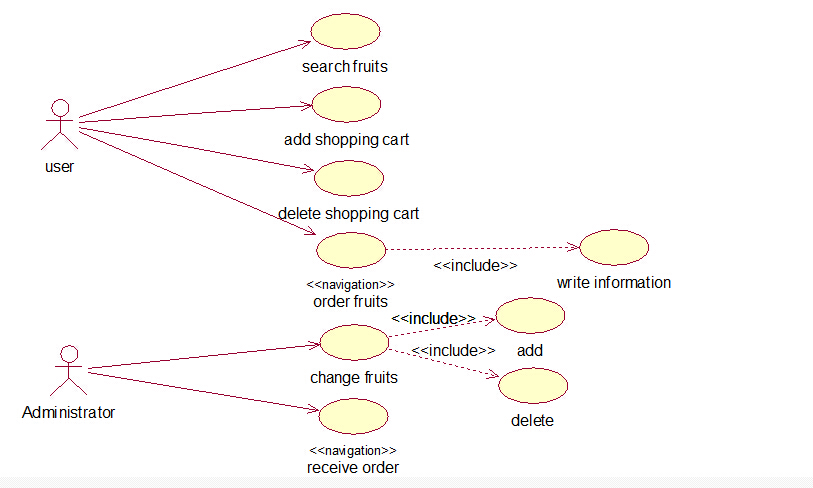 search fruits
add shopping cart
user
delete shopping cart
<<include>>
write information
<<navigation>>
order fruits
<<include>>
<<include>>
add
change fruits
Administrator
delete
<<navigation>>
receive order